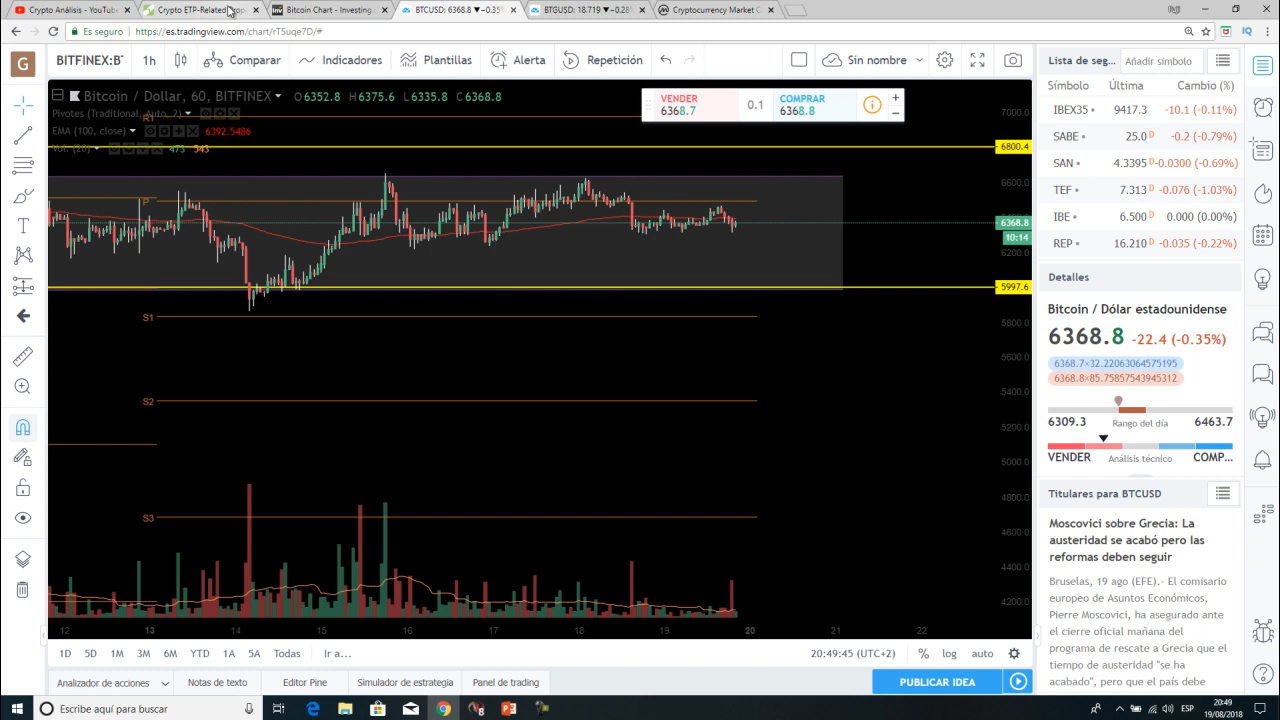 Crypto Análisis - YouTube
Crypto ETP-Related Prop
Bitcoin Chart - Investing.c
BTCUSD: 6368.8 ▼−0.35%
BTGUSD: 18.719 ▼−0.28%
Cryptocurrency Market C
Es seguro
https://es.tradingview.com/chart/rT5uqe7D/#
G
BITFINEX:B
1h
Comparar
Indicadores
Plantillas
Alerta
Repetición
Sin nombre
Bitcoin / Dollar, 60, BITFINEX
O6352.8 H6375.6 L6335.8 C6368.8
Pivotes (Traditional, Auto, 2)
EMA (100, close)
6392.5486
Vol. (20)
473
543
VENDER
6368.7
0.1
COMPRAR
6368.8
R1
P
S1
S2
S3
7000.0
6800.4
6600.0
6368.8
10:14
6200.0
5997.6
5800.0
5600.0
5400.0
5200.0
5000.0
4800.0
4600.0
4400.0
4200.0
12 13 14 15 16 17 18 19 20 21 22
1D 5D 1M 3M 6M YTD 1A 5A Todas Ir a...
20:49:45 (UTC+2) % log auto
Analizador de acciones
Notas de texto
Editor Pine
Simulador de estrategia
Panel de trading
PUBLICAR IDEA
Lista de seg...
Añadir símbolo
Símbolo Última Cambio (%)
IBEX35 9417.3 -10.1 (-0.11%)
SABE 25.0 D -0.2 (-0.79%)
SAN 4.3395 D -0.0300 (-0.69%)
TEF 7.313 D -0.076 (-1.03%)
IBE 6.500 D 0.000 (0.00%)
REP 16.210 D -0.035 (-0.22%)
Detalles
Bitcoin / Dólar estadounidense
6368.8 -22.4 (-0.35%)
6368.7×32.22063064575195
6368.8×85.75857543945312
6309.3 Rango del día 6463.7
VENDER Análisis técnico COMP...
Titulares para BTCUSD
Moscovici sobre Grecia: La
austeridad se acabó pero las
reformas deben seguir
Bruselas, 19 ago (EFE).- El comisario
europeo de Asuntos Económicos,
Pierre Moscovici, ha asegurado ante
el cierre oficial mañana del
programa de rescate a Grecia que el
tiempo de austeridad "se ha
acabado", pero que el país debe
Escribe aquí para buscar
ESP
20:49
19/08/2018